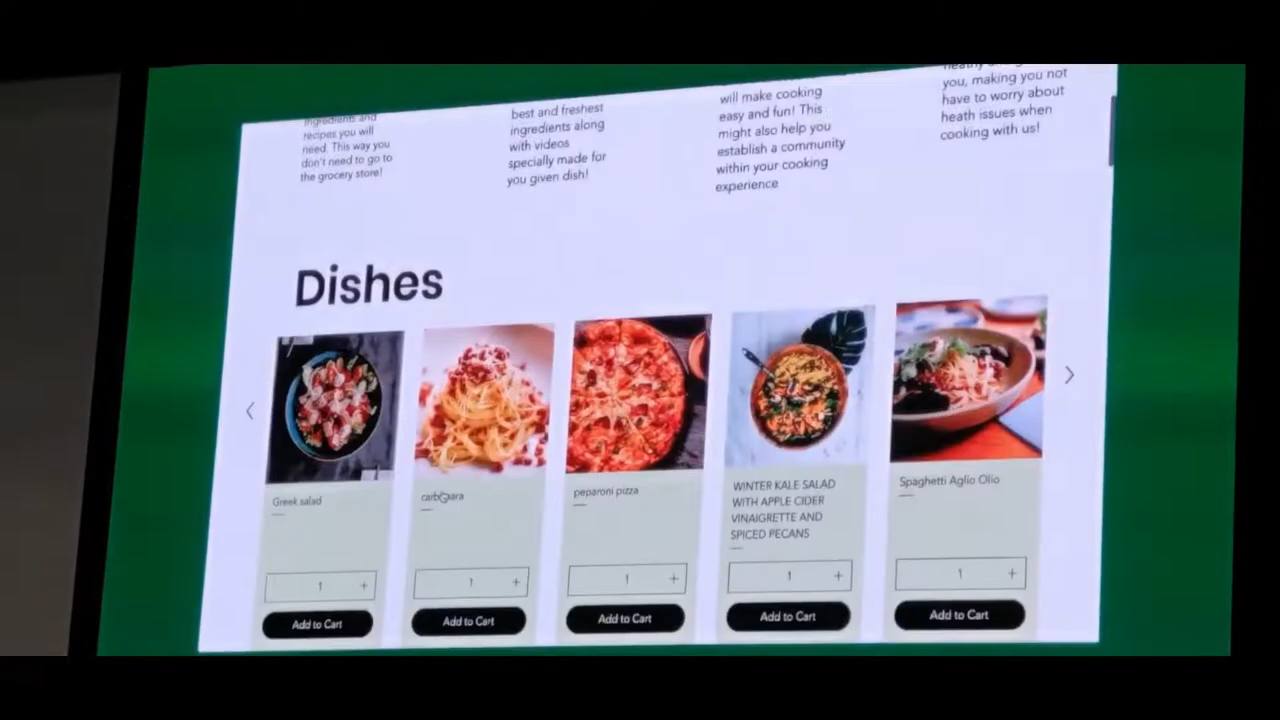 ingredients and
recipes you will
need. This way you
don't need to go to
the grocery store!
best and freshest
ingredients along
with videos
specially made for
you given dish!
will make cooking
easy and fun! This
might also help you
establish a community
within your cooking
experience
you, making you not
have to worry about
heath issues when
cooking with us!
Dishes
Greek salad
carbonara
peparoni pizza
WINTER KALE SALAD
WITH APPLE CIDER
VINAIGRETTE AND
SPICED PECANS
Spaghetti Aglio Olio
1 +
1 +
1 +
1 +
1 +
Add to Cart
Add to Cart
Add to Cart
Add to Cart
Add to Cart